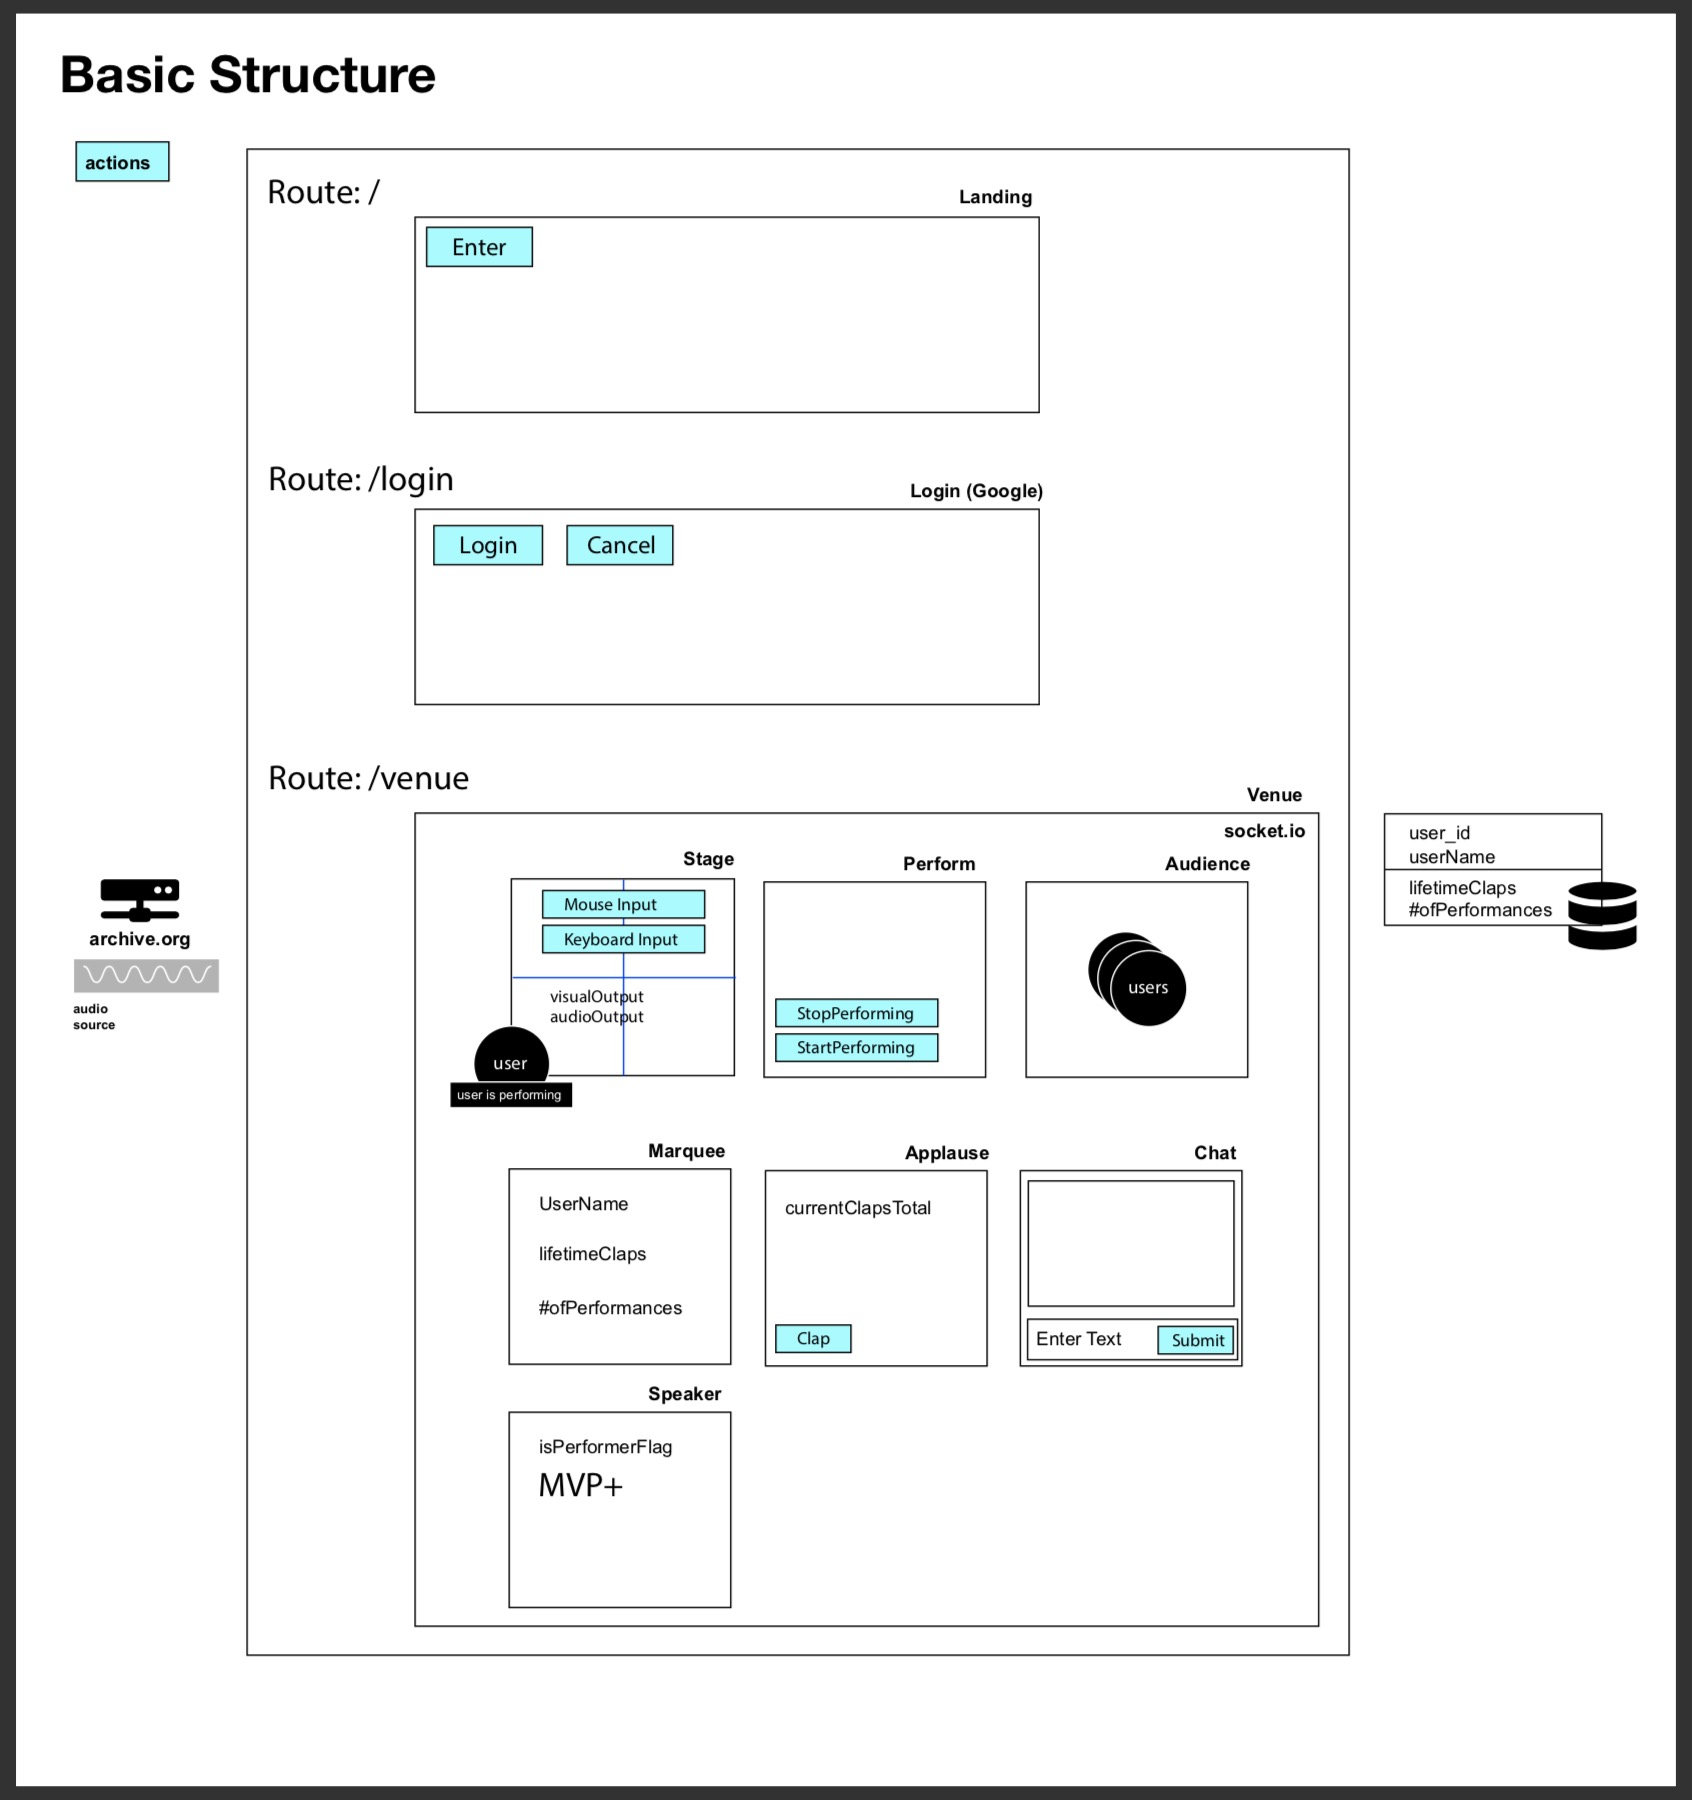 Basic Structure
actions
Route: /
Landing
Enter
Route: /login
Login (Google)
Login
Cancel
Route: /venue
Venue
socket.io
Stage
Mouse Input
Keyboard Input
visualOutput
audioOutput
user
user is performing
Perform
StopPerforming
StartPerforming
Audience
users
Marquee
UserName
lifetimeClaps
#ofPerformances
Applause
currentClapsTotal
Clap
Chat
Enter Text
Submit
Speaker
isPerformerFlag
MVP+
archive.org
audio
source
user_id
userName
lifetimeClaps
#ofPerformances